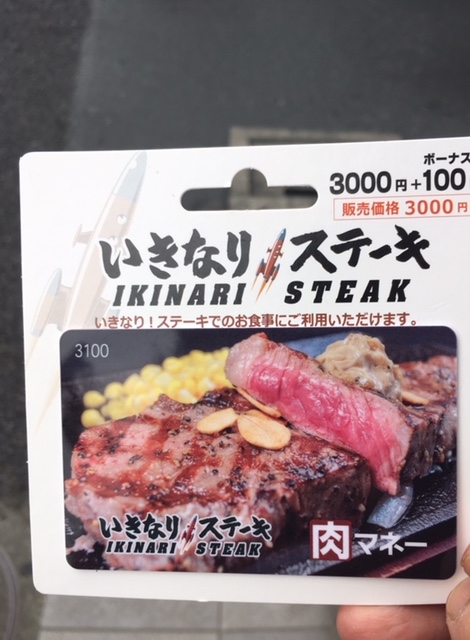 ボーナス
3000円+100
販売価格 3000円
いきなりステーキ
IKINARI STEAK
いきなり!ステーキでのお食事にご利用いただけます。
3100
いきなりステーキ
IKINARI STEAK
肉マネー